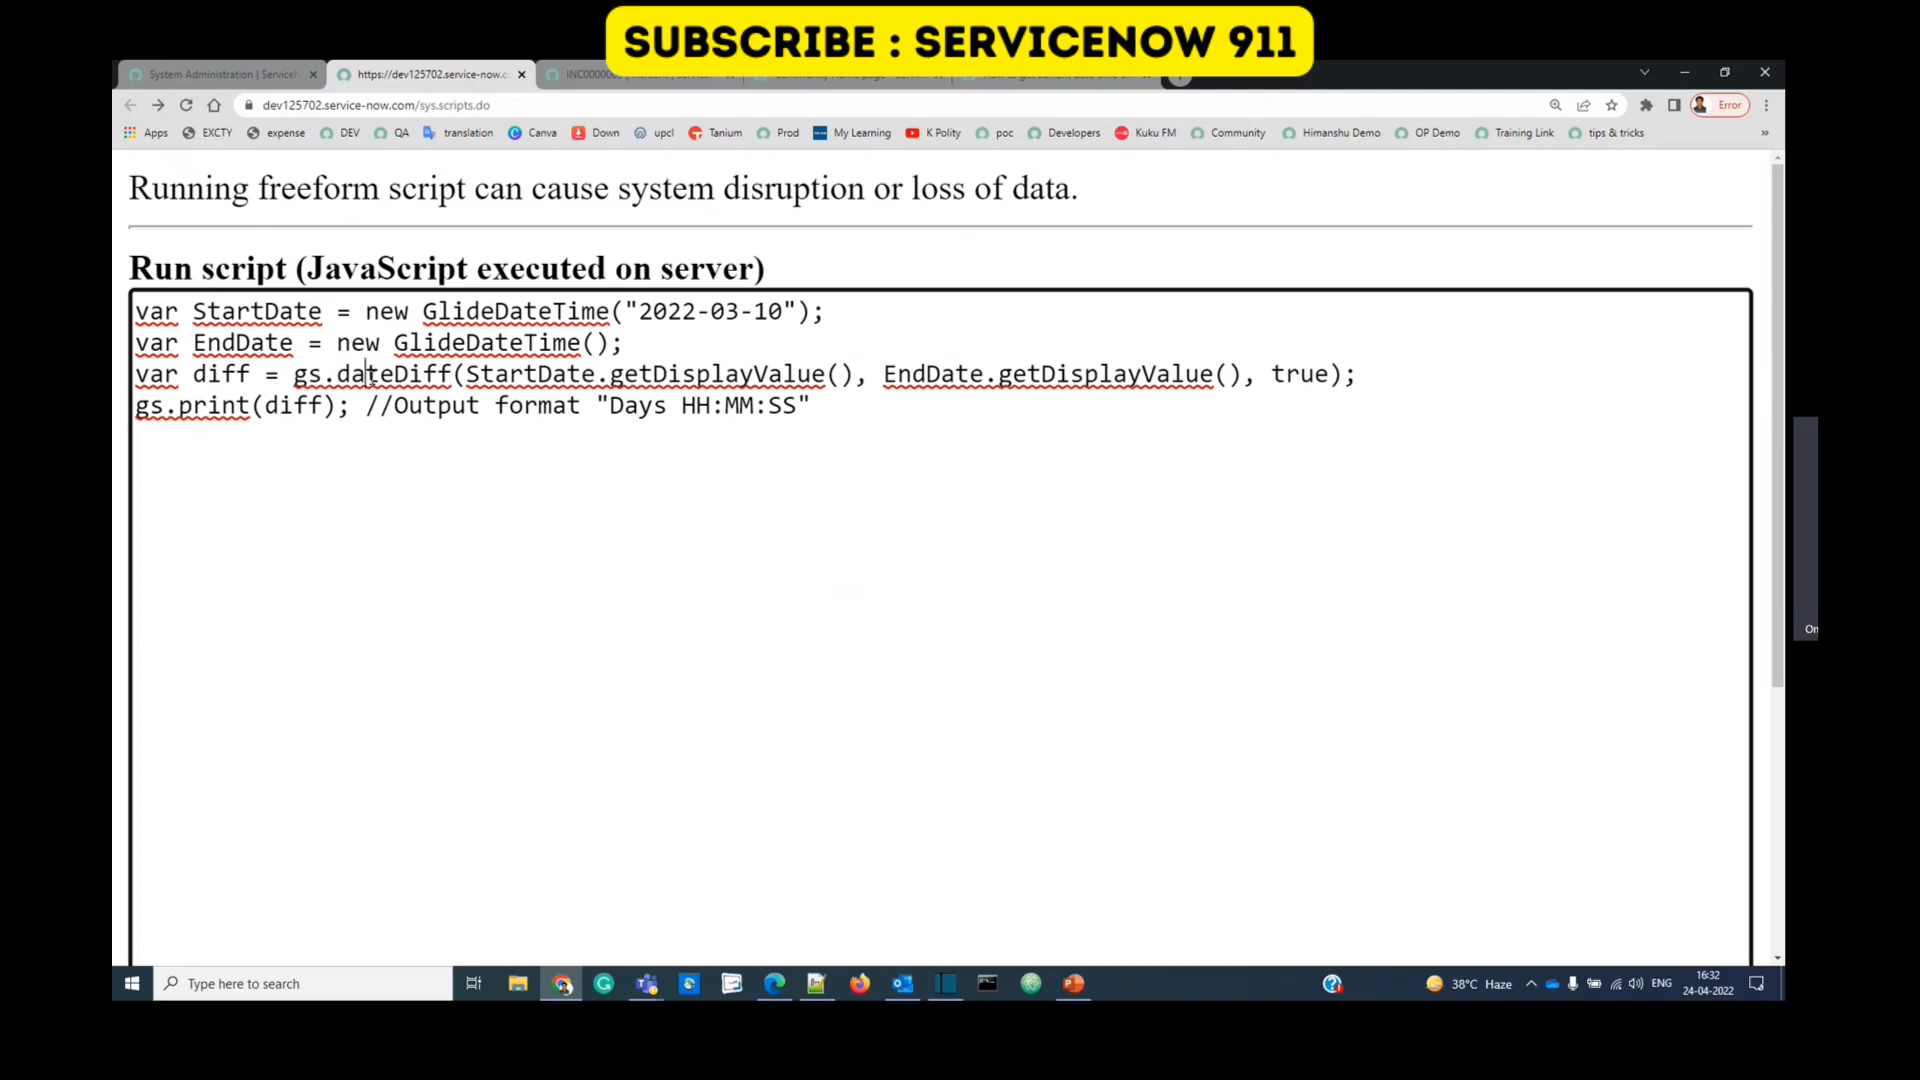 SUBSCRIBE : SERVICENOW 911
System Administration | Service
https://dev125702.service-now.c
dev125702.service-now.com/sys.scripts.do
Error
Apps EXCTY expense DEV QA translation Canva Down upcl Tanium Prod My Learning K Polity poc Developers Kuku FM Community Himanshu Demo OP Demo Training Link tips & tricks »
Running freeform script can cause system disruption or loss of data.
Run script (JavaScript executed on server)
var StartDate = new GlideDateTime("2022-03-10");
var EndDate = new GlideDateTime();
var diff = gs.dateDiff(StartDate.getDisplayValue(), EndDate.getDisplayValue(), true);
gs.print(diff); //Output format "Days HH:MM:SS"
On
Type here to search
38°C Haze
ENG
16:32
24-04-2022